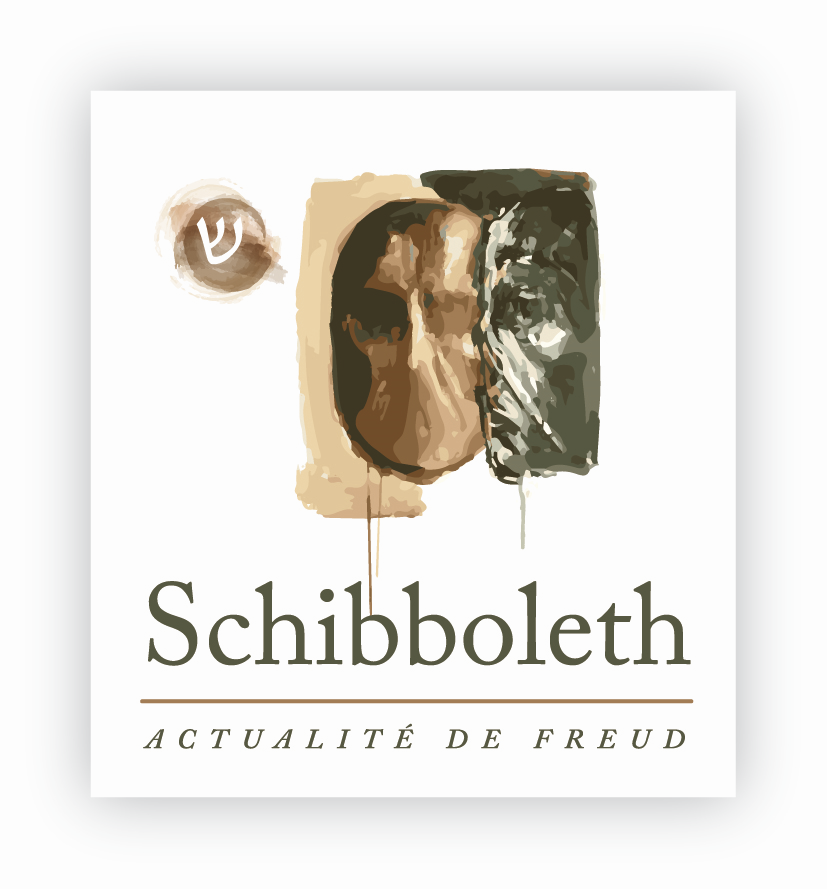 שׁ
Schibboleth
ACTUALITÉ DE FREUD